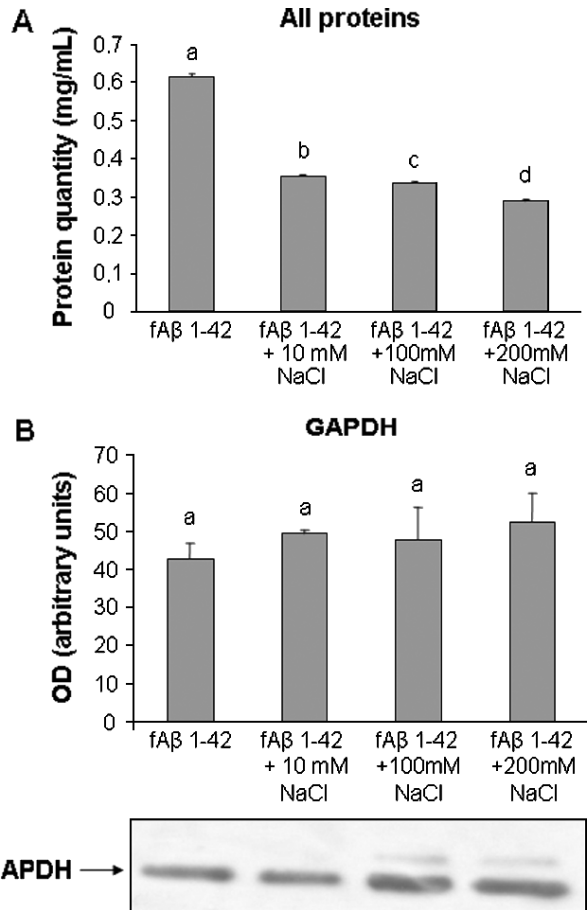 A
All proteins
Protein quantity (mg/mL)
0.7
0.6
0.5
0.4
0.3
0.2
0.1
0
a
b
c
d
fAβ 1-42
fAβ 1-42
+ 10 mM
NaCl
fAβ 1-42
+100mM
NaCl
fAβ 1-42
+200mM
NaCl
B
GAPDH
OD (arbitrary units)
70
60
50
40
30
20
10
0
a
a
a
a
fAβ 1-42
fAβ 1-42
+ 10 mM
NaCl
fAβ 1-42
+100mM
NaCl
fAβ 1-42
+200mM
NaCl
APDH